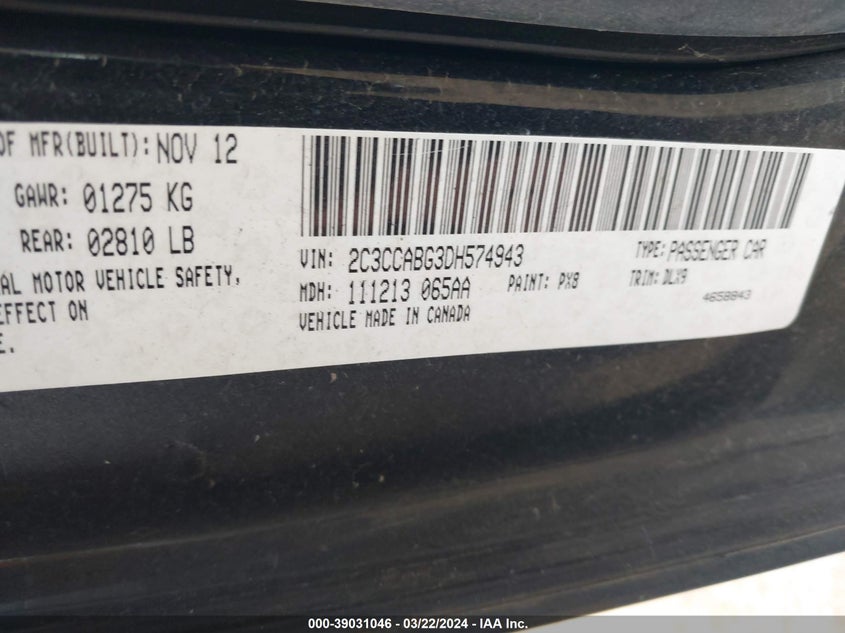 OF MFR(BUILT): NOV 12
GAWR: 01275 KG
REAR: 02810 LB
AL MOTOR VEHICLE SAFETY,
EFFECT ON
E.
VIN: 2C3CCABG3DH574943
TYPE: PASSENGER CAR
MDH: 111213 065AA
PAINT: PX8
TRIM: DLX9
VEHICLE MADE IN CANADA
4658843
000-39031046 — 03/22/2024 — IAA Inc.